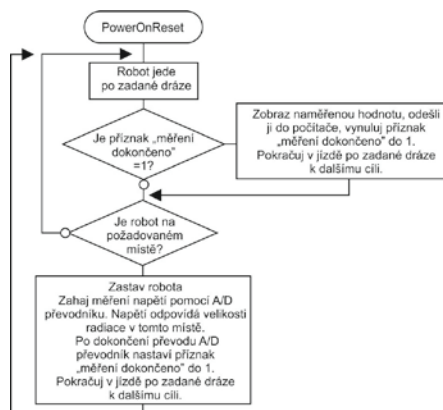 PowerOnReset
Robot jede
po zadané dráze
Je příznak „měření
dokončeno"
=1?
Zobraz naměřenou hodnotu, odešli
ji do počítače, vynuluj příznak
„měření dokončeno" do 1.
Pokračuj v jízdě po zadané dráze
k dalšímu cíli.
Je robot na
požadovaném
místě?
Zastav robota
Zahaj měření napětí pomocí A/D
převodníku. Napětí odpovídá velikosti
radiace v tomto místě.
Po dokončení převodu A/D
převodník nastaví příznak
„měření dokončeno" do 1.
Pokračuj v jízdě po zadané dráze
k dalšímu cíli.